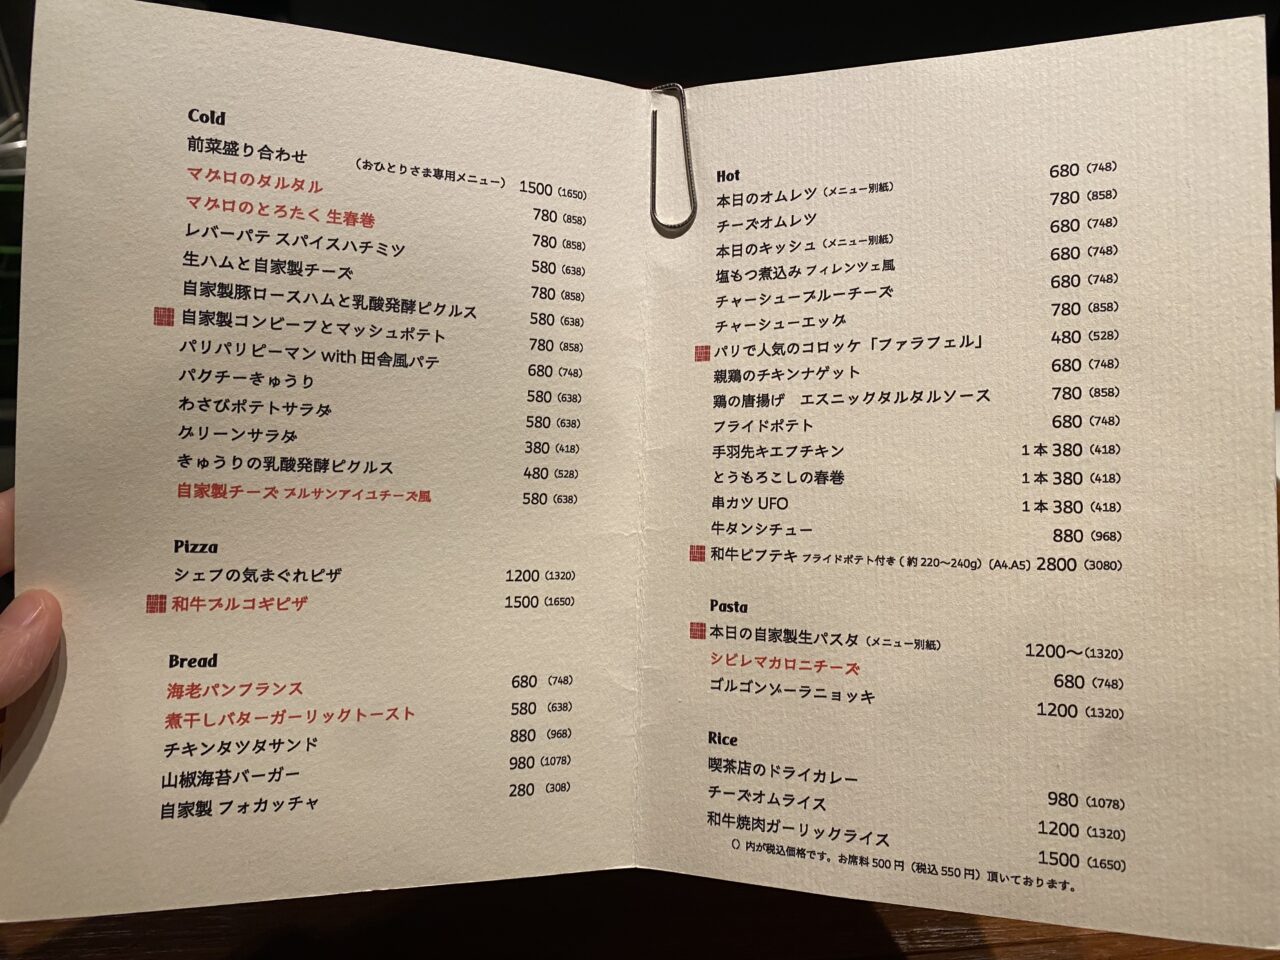 Cold
前菜盛り合わせ (おひとりさま専用メニュー) 1500 (1650)
マグロのタルタル 780 (858)
マグロのとろたく 生春巻 780 (858)
レバーパテ スパイスハチミツ 580 (638)
生ハムと自家製チーズ 780 (858)
自家製豚ロースハムと乳酸発酵ピクルス 580 (638)
自家製コンビーフとマッシュポテト 780 (858)
パリパリピーマン with 田舎風パテ 680 (748)
パクチーきゅうり 580 (638)
わさびポテトサラダ 580 (638)
グリーンサラダ 380 (418)
きゅうりの乳酸発酵ピクルス 480 (528)
自家製チーズ ブルサンアイユチーズ風 580 (638)
Pizza
シェフの気まぐれピザ 1200 (1320)
和牛プルコギピザ 1500 (1650)
Bread
海老パンブランス 680 (748)
煮干しバターガーリックトースト 580 (638)
チキンタツタサンド 880 (968)
山椒海苔バーガー 980 (1078)
自家製 フォカッチャ 280 (308)
Hot
本日のオムレツ (メニュー別紙) 680 (748)
チーズオムレツ 780 (858)
本日のキッシュ (メニュー別紙) 680 (748)
塩もつ煮込み フィレンツェ風 680 (748)
チャーシューブルーチーズ 680 (748)
チャーシューエッグ 780 (858)
パリで人気のコロッケ「ファラフェル」 480 (528)
親鶏のチキンナゲット 680 (748)
鶏の唐揚げ エスニックタルタルソース 780 (858)
フライドポテト 680 (748)
手羽先キエフチキン 1本 380 (418)
とうもろこしの春巻 1本 380 (418)
串カツ UFO 1本 380 (418)
牛タンシチュー 880 (968)
和牛ビフテキ フライドポテト付き (約220〜240g) (A4.A5) 2800 (3080)
Pasta
本日の自家製生パスタ (メニュー別紙) 1200〜(1320)
シビレマカロニチーズ 680 (748)
ゴルゴンゾーラニョッキ 1200 (1320)
Rice
喫茶店のドライカレー 980 (1078)
チーズオムライス 1200 (1320)
和牛焼肉ガーリックライス 1500 (1650)
()内が税込価格です。お席料500円(税込550円)頂いております。